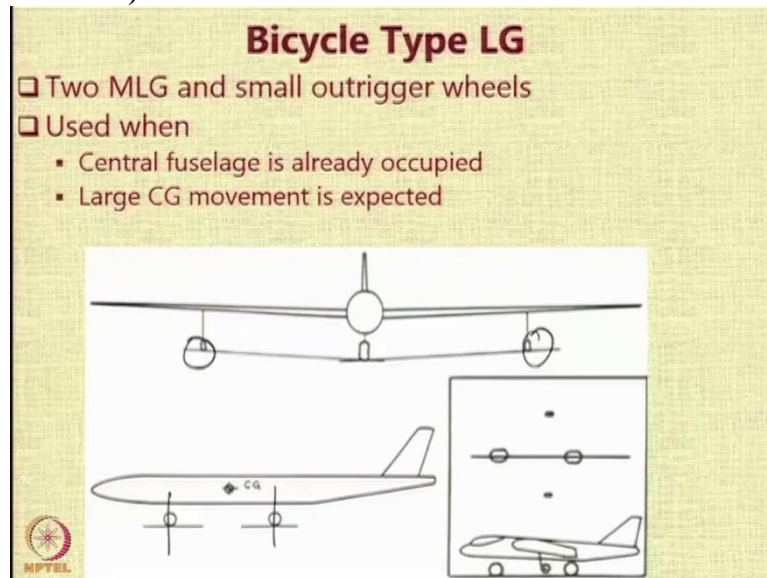 Bicycle Type LG
Two MLG and small outrigger wheels
Used when
Central fuselage is already occupied
Large CG movement is expected
CG
NPTEL